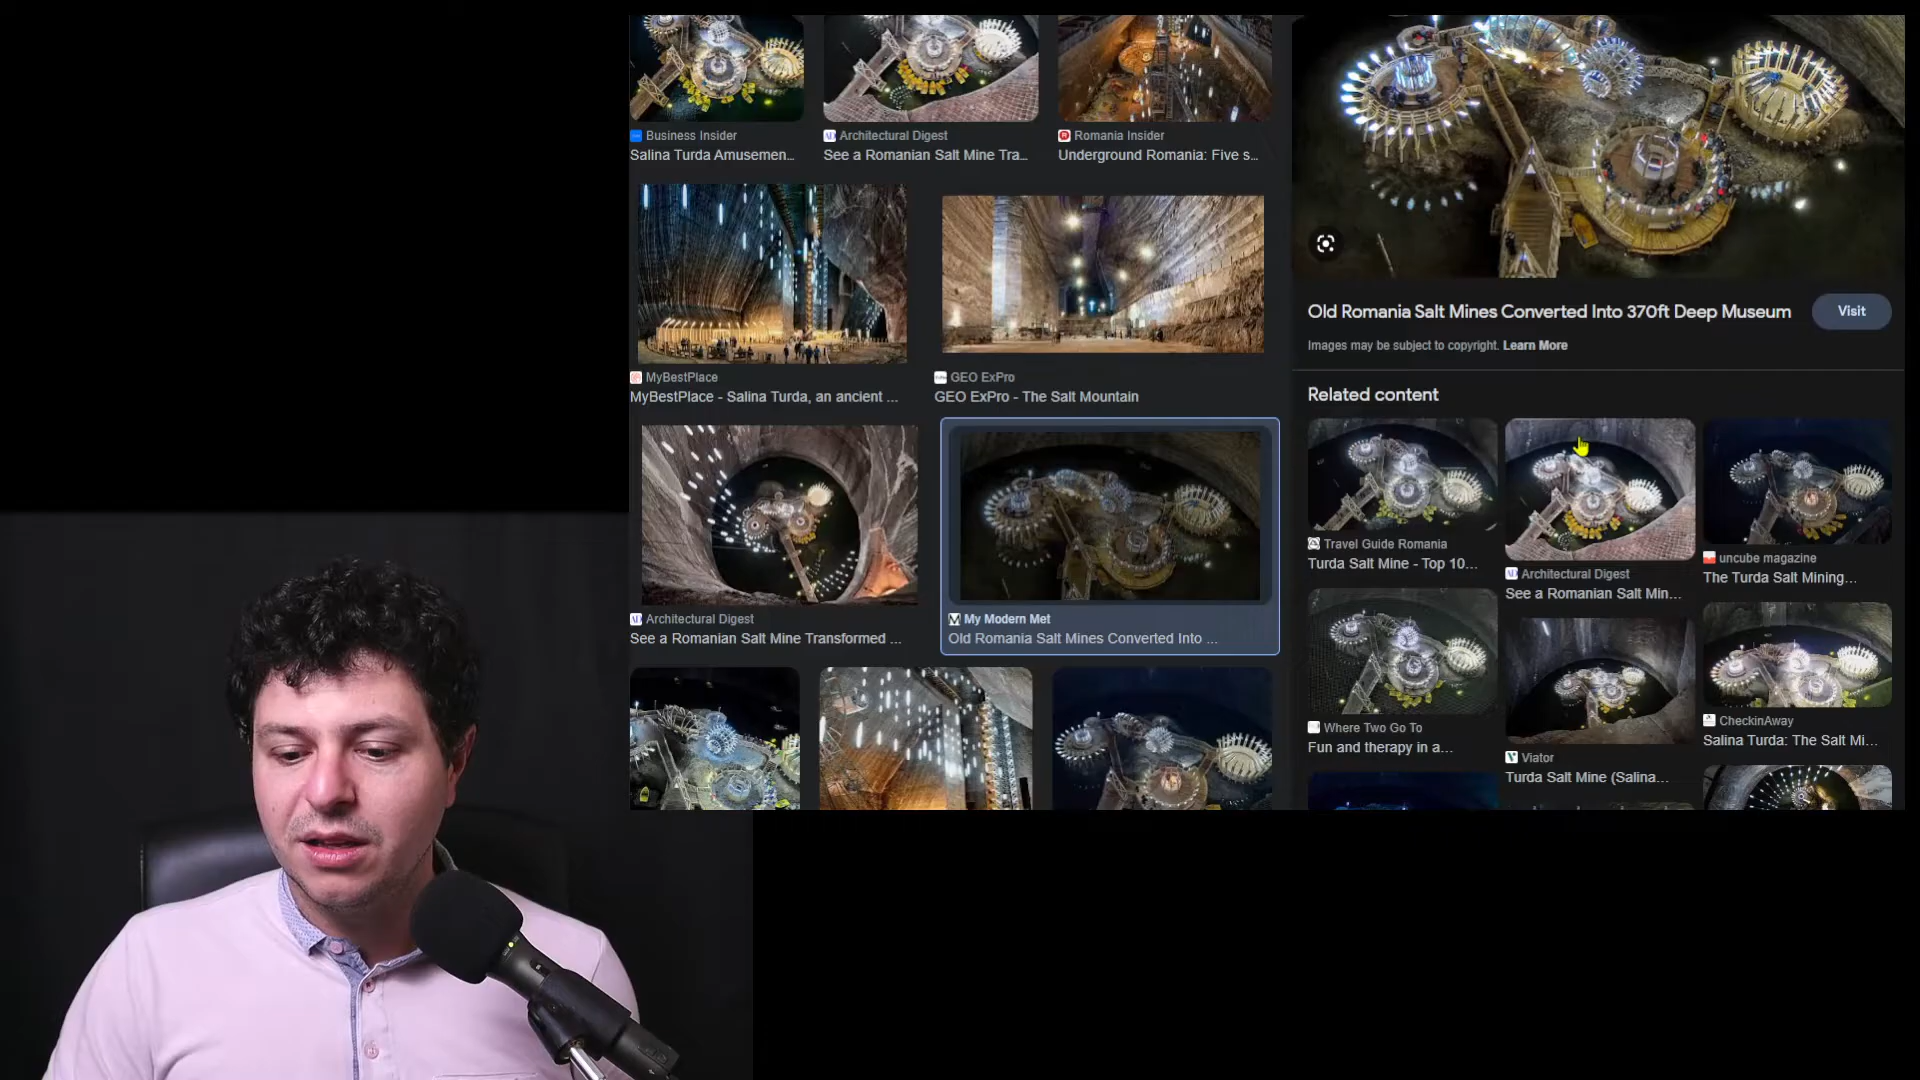 Business Insider
Salina Turda Amusemen...
Architectural Digest
See a Romanian Salt Mine Tra...
Romania Insider
Underground Romania: Five s...
MyBestPlace
MyBestPlace - Salina Turda, an ancient ...
GEO ExPro
GEO ExPro - The Salt Mountain
Architectural Digest
See a Romanian Salt Mine Transformed ...
My Modern Met
Old Romania Salt Mines Converted Into ...
Old Romania Salt Mines Converted Into 370ft Deep Museum
Visit
Images may be subject to copyright. Learn More
Related content
Travel Guide Romania
Turda Salt Mine - Top 10...
Architectural Digest
See a Romanian Salt Min...
uncube magazine
The Turda Salt Mining...
Where Two Go To
Fun and therapy in a...
Viator
Turda Salt Mine (Salina...
CheckinAway
Salina Turda: The Salt Mi...